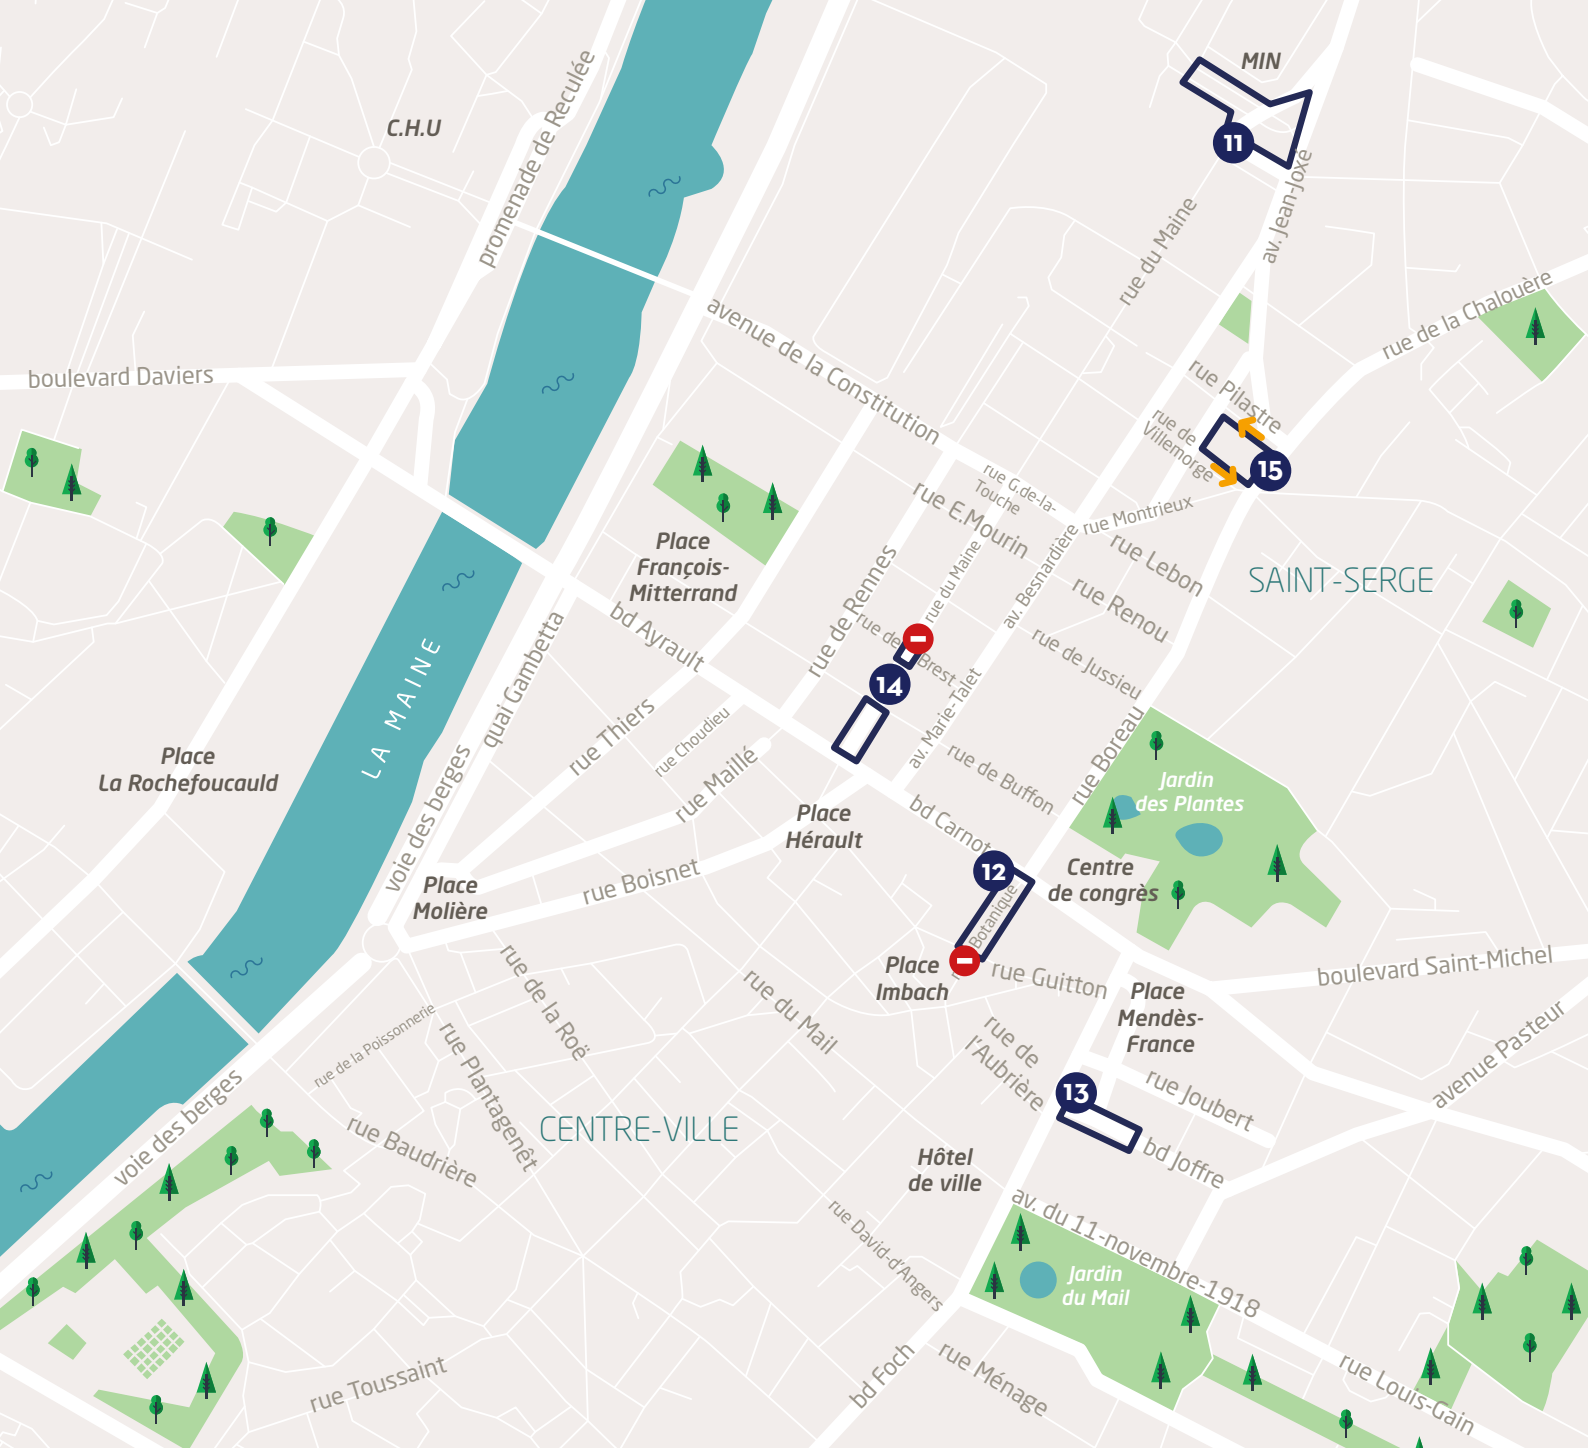 MIN
C.H.U
promenade de Reculée
11
av. Jean-Joxé
rue du Maine
rue de la Chalouère
avenue de la Constitution
boulevard Daviers
rue Pilastre
rue de
Villemorge
15
rue G.de-la-
Touche
rue E.Mourin
rue Montrieux
rue Lebon
SAINT-SERGE
Place
François-
Mitterrand
rue de Rennes
rue du Maine
av. Besnardière
rue Renou
bd Ayrault
rue de Brest
rue de Jussieu
14
LA MAINE
quai Gambetta
rue Thiers
rue Choudieu
rue Maillé
av. Marie-Talet
rue de Buffon
rue Boreau
Jardin
des Plantes
Place
La Rochefoucauld
voie des berges
Place
Hérault
bd Carnot
Centre
de congrès
12
Botanique
Place
Molière
rue Boisnet
Place
Imbach
rue Guitton
boulevard Saint-Michel
Place
Mendès-
France
rue de la Roë
rue du Mail
rue de
l'Aubrière
avenue Pasteur
rue de la Poissonnerie
rue Plantagenêt
voie des berges
13
rue Joubert
CENTRE-VILLE
rue Baudrière
bd Joffre
Hôtel
de ville
av. du 11-novembre-1918
rue David-d'Angers
Jardin
du Mail
bd Foch
rue Ménage
rue Louis-Gain
rue Toussaint